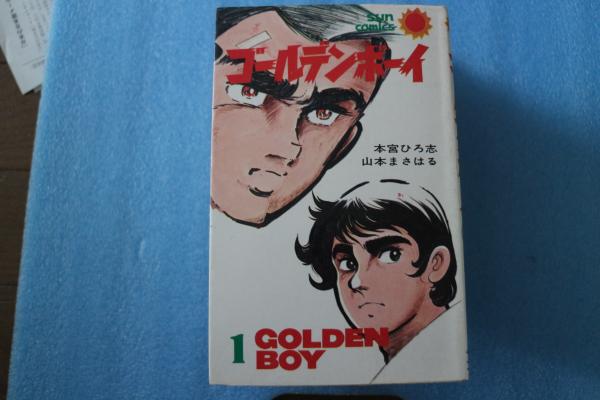 sun
comics
ゴールデンボーイ
本宮ひろ志
山本まさはる
1 GOLDEN
BOY